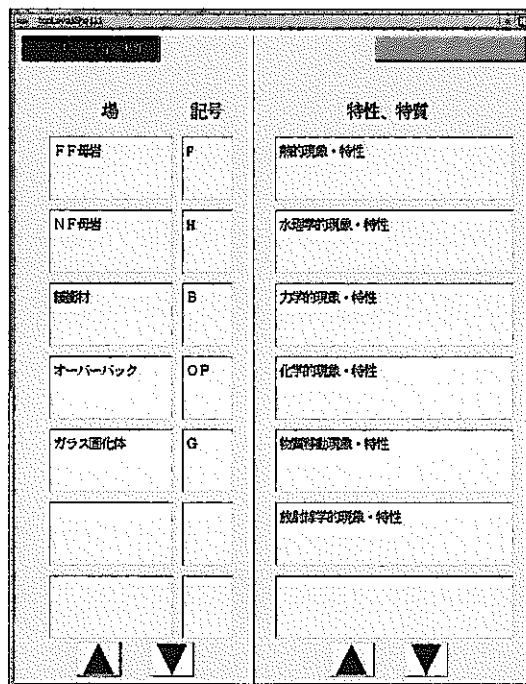 場 記号 特性、特質
FF母岩 F 熱的現象・特性
NF母岩 H 水理学的現象・特性
緩衝材 B 力学的現象・特性
オーバーパック OP 化学的現象・特性
ガラス固化体 G 物質移動現象・特性
放射線学的現象・特性